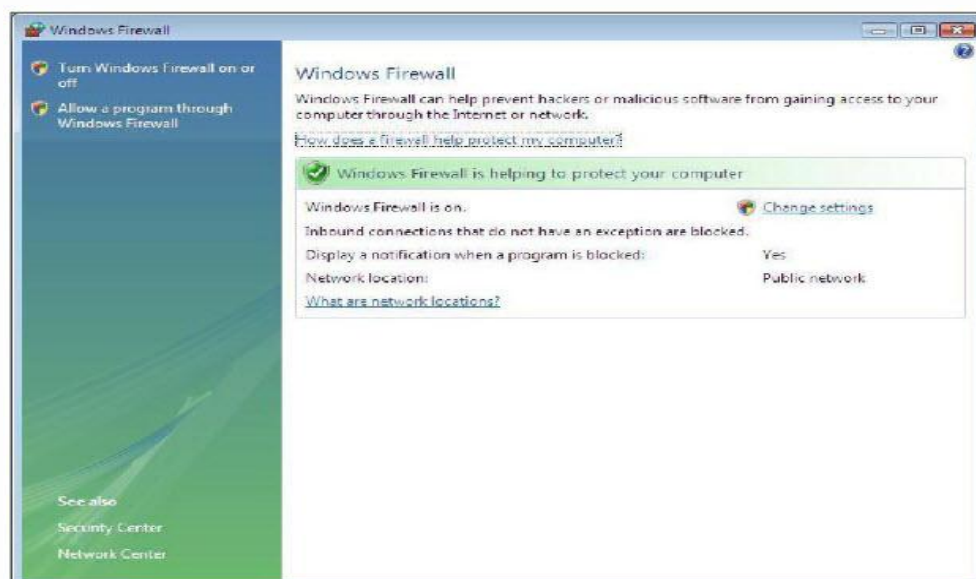 Windows Firewall
Turn Windows Firewall on or
off
Allow a program through
Windows Firewall
See also
Security Center
Network Center
Windows Firewall
Windows Firewall can help prevent hackers or malicious software from gaining access to your
computer through the Internet or network.
How does a firewall help protect my computer?
Windows Firewall is helping to protect your computer
Windows Firewall is on.
Change settings
Inbound connections that do not have an exception are blocked.
Display a notification when a program is blocked: Yes
Network location: Public network
What are network locations?